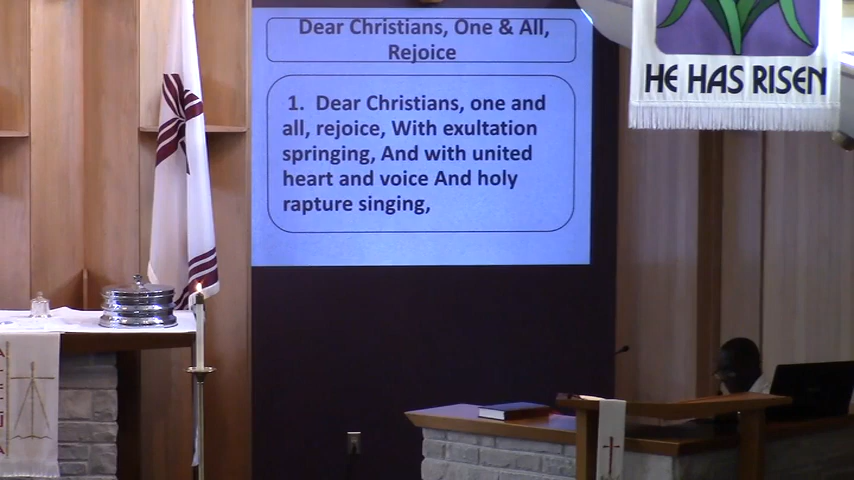 Dear Christians, One & All,
Rejoice
1. Dear Christians, one and
all, rejoice, With exultation
springing, And with united
heart and voice And holy
rapture singing,
HE HAS RISEN